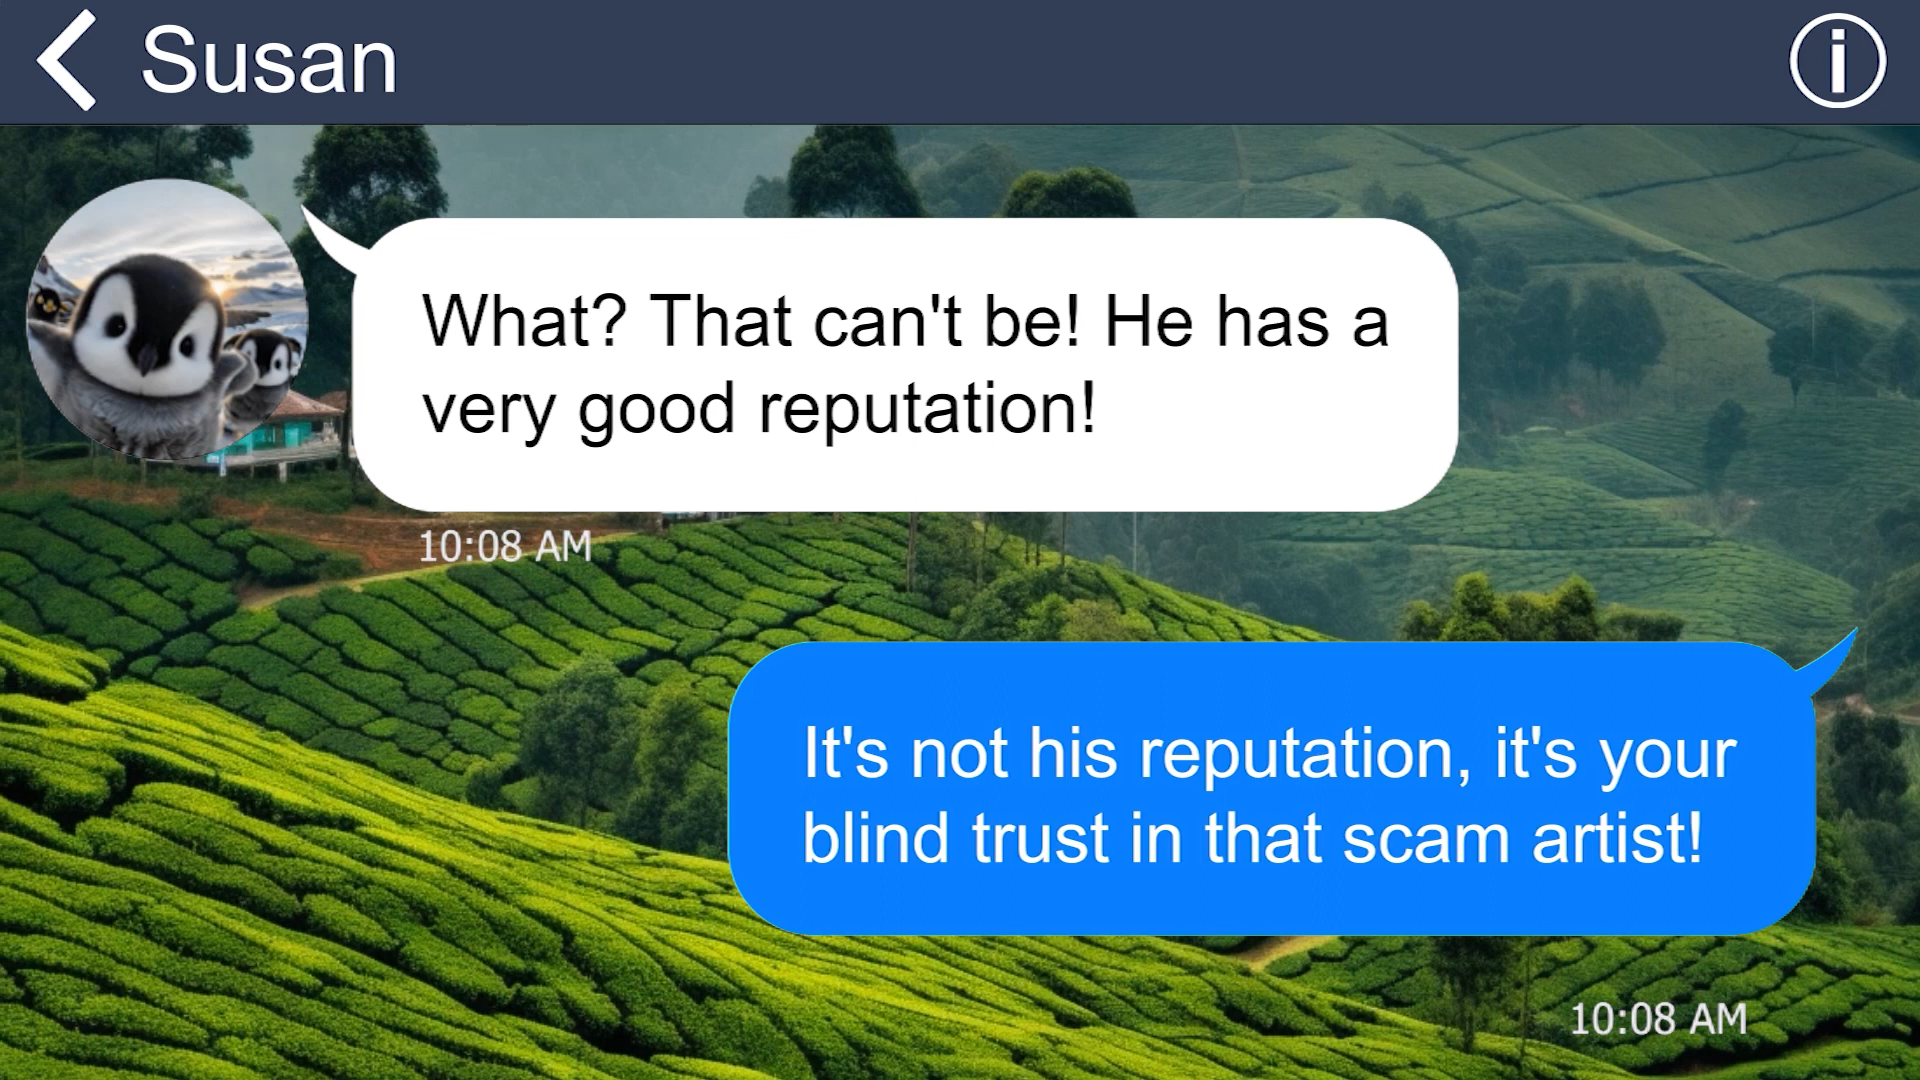 Susan
What? That can't be! He has a
very good reputation!
10:08 AM
It's not his reputation, it's your
blind trust in that scam artist!
10:08 AM